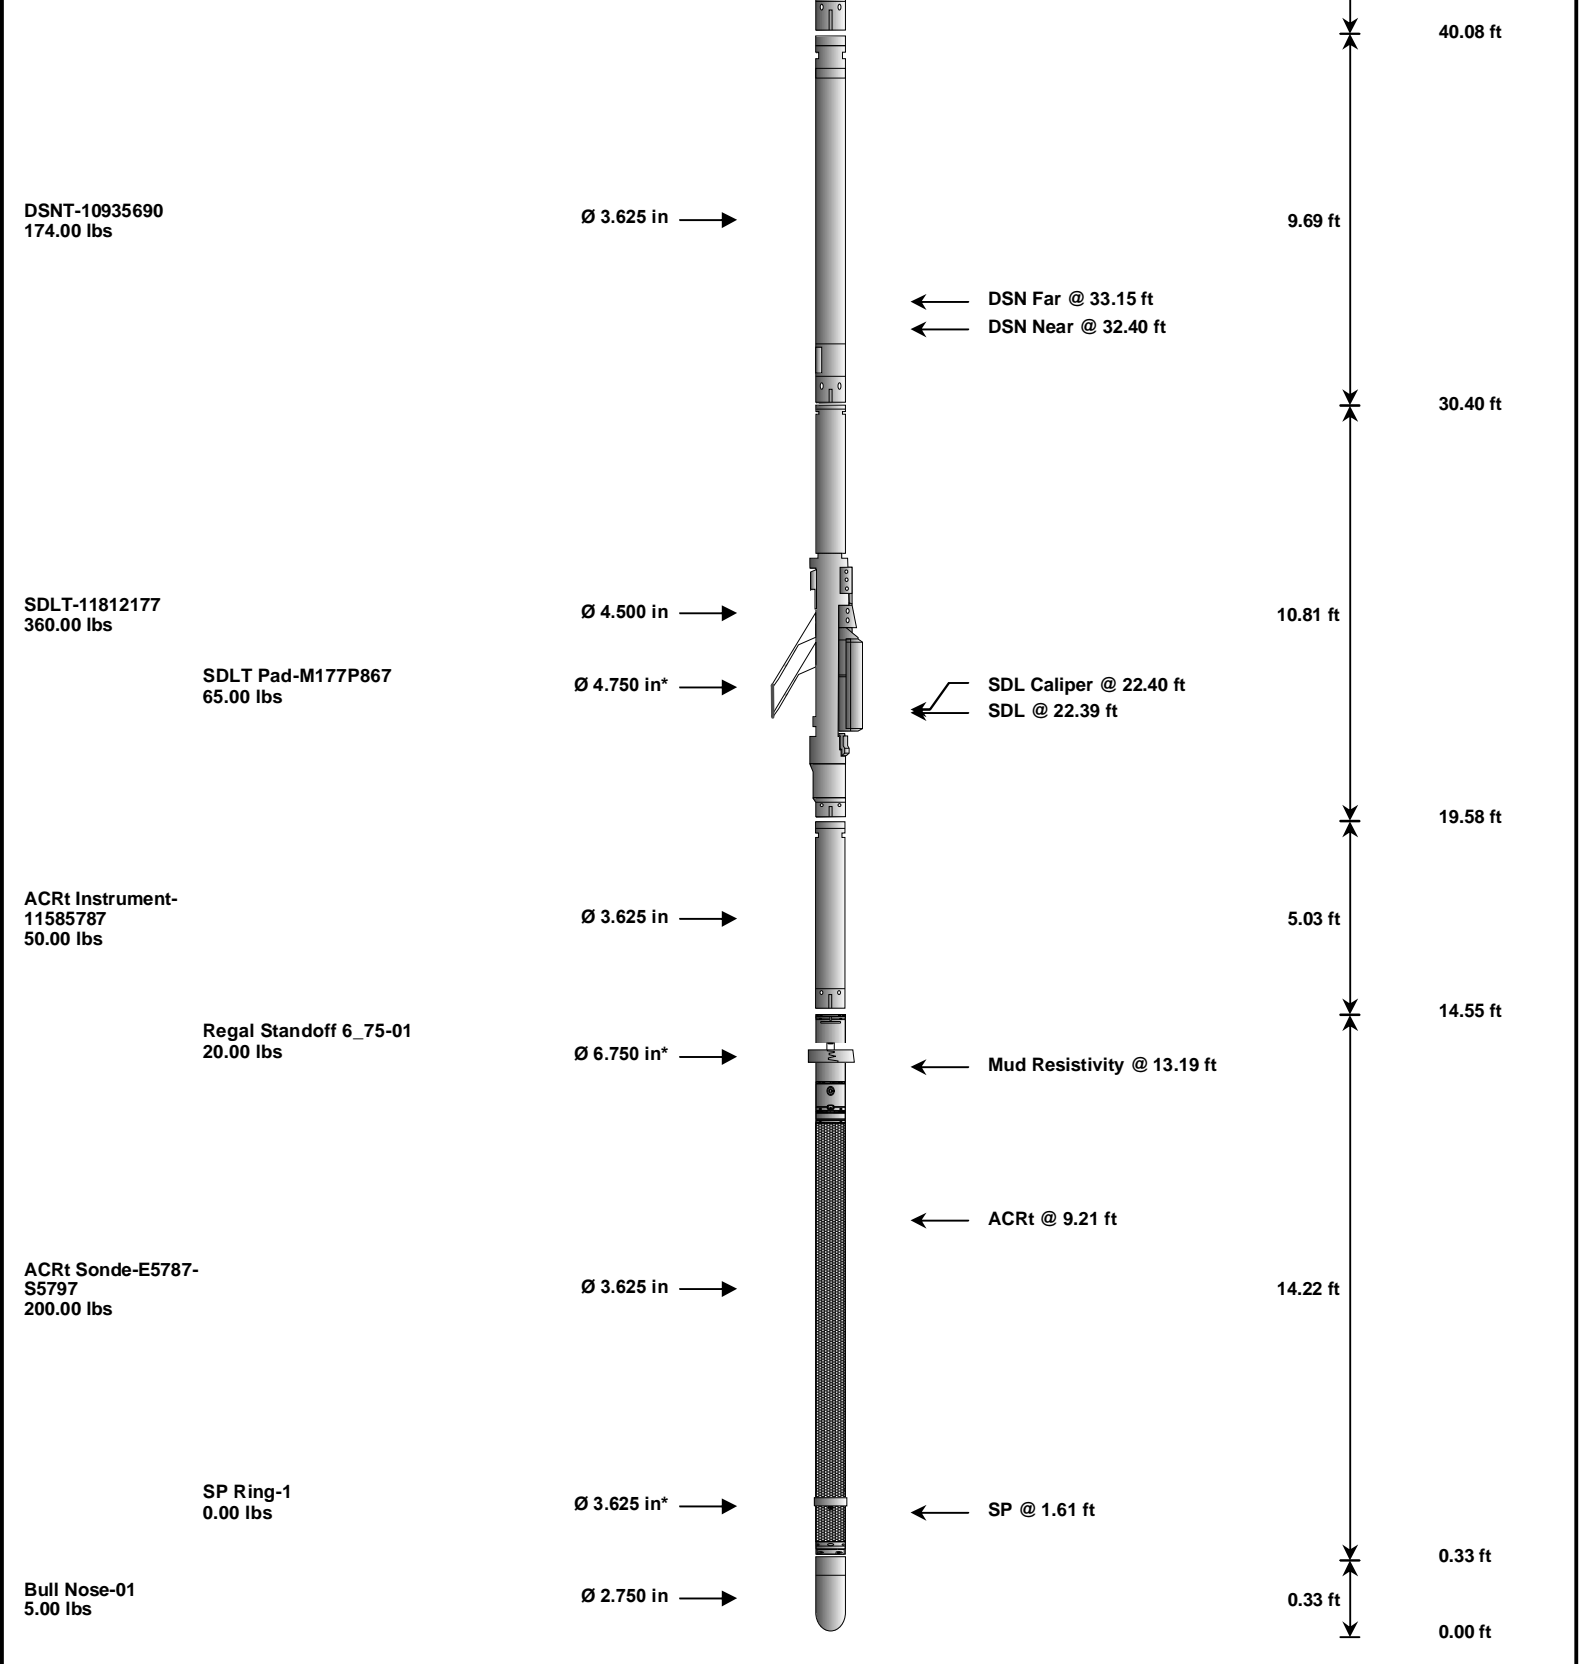 40.08 ft
DSNT-10935690
174.00 lbs
Ø 3.625 in
9.69 ft
DSN Far @ 33.15 ft
DSN Near @ 32.40 ft
30.40 ft
SDLT-11812177
360.00 lbs
Ø 4.500 in
10.81 ft
SDLT Pad-M177P867
65.00 lbs
Ø 4.750 in*
SDL Caliper @ 22.40 ft
SDL @ 22.39 ft
19.58 ft
ACRt Instrument-
11585787
50.00 lbs
Ø 3.625 in
5.03 ft
14.55 ft
Regal Standoff 6_75-01
20.00 lbs
Ø 6.750 in*
Mud Resistivity @ 13.19 ft
ACRt @ 9.21 ft
ACRt Sonde-E5787-
S5797
200.00 lbs
Ø 3.625 in
14.22 ft
SP Ring-1
0.00 lbs
Ø 3.625 in*
SP @ 1.61 ft
0.33 ft
Bull Nose-01
5.00 lbs
Ø 2.750 in
0.33 ft
0.00 ft